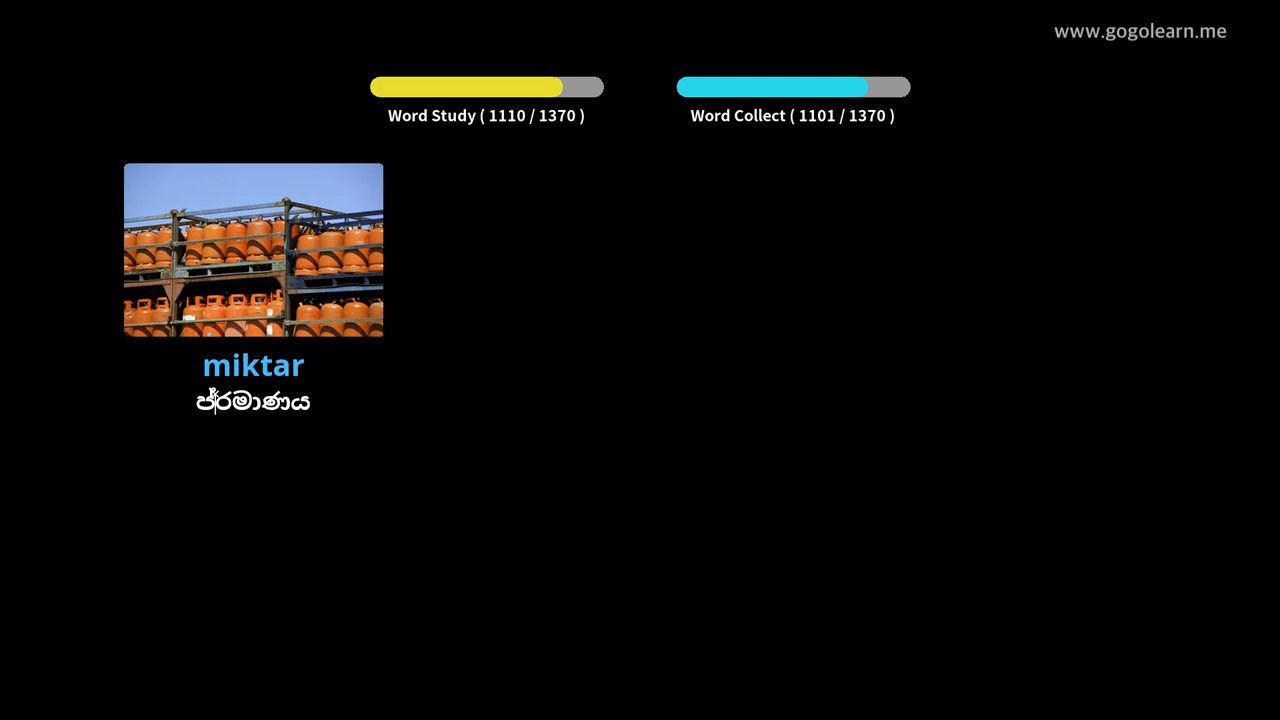 www.gogolearn.me
Word Study ( 1110 / 1370 )
Word Collect ( 1101 / 1370 )
miktar
ප්‍රමාණය